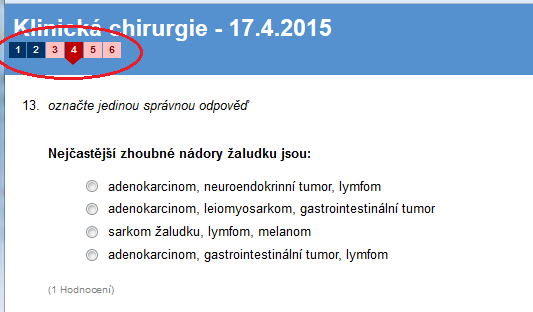 Klinická chirurgie - 17.4.2015
1 2 3 4 5 6
13. označte jedinou správnou odpověď
Nejčastější zhoubné nádory žaludku jsou:
adenokarcinom, neuroendokrinní tumor, lymfom
adenokarcinom, leiomyosarkom, gastrointestinální tumor
sarkom žaludku, lymfom, melanom
adenokarcinom, gastrointestinální tumor, lymfom
(1 Hodnocení)